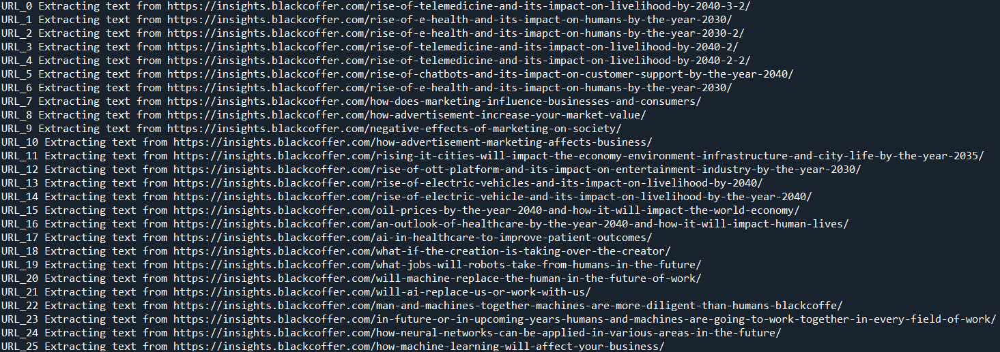 URL_0 Extracting text from https://insights.blackcoffer.com/rise-of-telemedicine-and-its-impact-on-livelihood-by-2040-3-2/
URL_1 Extracting text from https://insights.blackcoffer.com/rise-of-e-health-and-its-impact-on-humans-by-the-year-2030/
URL_2 Extracting text from https://insights.blackcoffer.com/rise-of-e-health-and-its-imapct-on-humans-by-the-year-2030-2/
URL_3 Extracting text from https://insights.blackcoffer.com/rise-of-telemedicine-and-its-impact-on-livelihood-by-2040-2/
URL_4 Extracting text from https://insights.blackcoffer.com/rise-of-telemedicine-and-its-impact-on-livelihood-by-2040-2-2/
URL_5 Extracting text from https://insights.blackcoffer.com/rise-of-chatbots-and-its-impact-on-customer-support-by-the-year-2040/
URL_6 Extracting text from https://insights.blackcoffer.com/rise-of-e-health-and-its-imapct-on-humans-by-the-year-2030/
URL_7 Extracting text from https://insights.blackcoffer.com/how-does-marketing-influence-businesses-and-consumers/
URL_8 Extracting text from https://insights.blackcoffer.com/how-advertisement-increase-your-market-value/
URL_9 Extracting text from https://insights.blackcoffer.com/negative-effects-of-marketing-on-society/
URL_10 Extracting text from https://insights.blackcoffer.com/how-advertisement-marketing-affects-business/
URL_11 Extracting text from https://insights.blackcoffer.com/rising-it-cities-will-impact-the-economy-environment-infrastructure-and-city-life-by-the-year-2035/
URL_12 Extracting text from https://insights.blackcoffer.com/rise-of-ott-platform-and-its-impact-on-entertainment-industry-by-the-year-2030/
URL_13 Extracting text from https://insights.blackcoffer.com/rise-of-electric-vehicles-and-its-impact-on-livelihood-by-2040/
URL_14 Extracting text from https://insights.blackcoffer.com/rise-of-electric-vehicle-and-its-impact-on-livelihood-by-the-year-2040/
URL_15 Extracting text from https://insights.blackcoffer.com/oil-prices-by-the-year-2040-and-how-it-will-impact-the-world-economy/
URL_16 Extracting text from https://insights.blackcoffer.com/an-outlook-of-healthcare-by-the-year-2040-and-how-it-will-impact-human-lives/
URL_17 Extracting text from https://insights.blackcoffer.com/ai-in-healthcare-to-improve-patient-outcomes/
URL_18 Extracting text from https://insights.blackcoffer.com/what-if-the-creation-is-taking-over-the-creator/
URL_19 Extracting text from https://insights.blackcoffer.com/what-jobs-will-robots-take-from-humans-in-the-future/
URL_20 Extracting text from https://insights.blackcoffer.com/will-machine-replace-the-human-in-the-future-of-work/
URL_21 Extracting text from https://insights.blackcoffer.com/will-ai-replace-us-or-work-with-us/
URL_22 Extracting text from https://insights.blackcoffer.com/man-and-machines-together-machines-are-more-diligent-than-humans-blackcoffe/
URL_23 Extracting text from https://insights.blackcoffer.com/in-future-or-in-upcoming-years-humans-and-machines-are-going-to-work-together-in-every-field-of-work/
URL_24 Extracting text from https://insights.blackcoffer.com/how-neural-networks-can-be-applied-in-various-areas-in-the-future/
URL_25 Extracting text from https://insights.blackcoffer.com/how-machine-learning-will-affect-your-business/